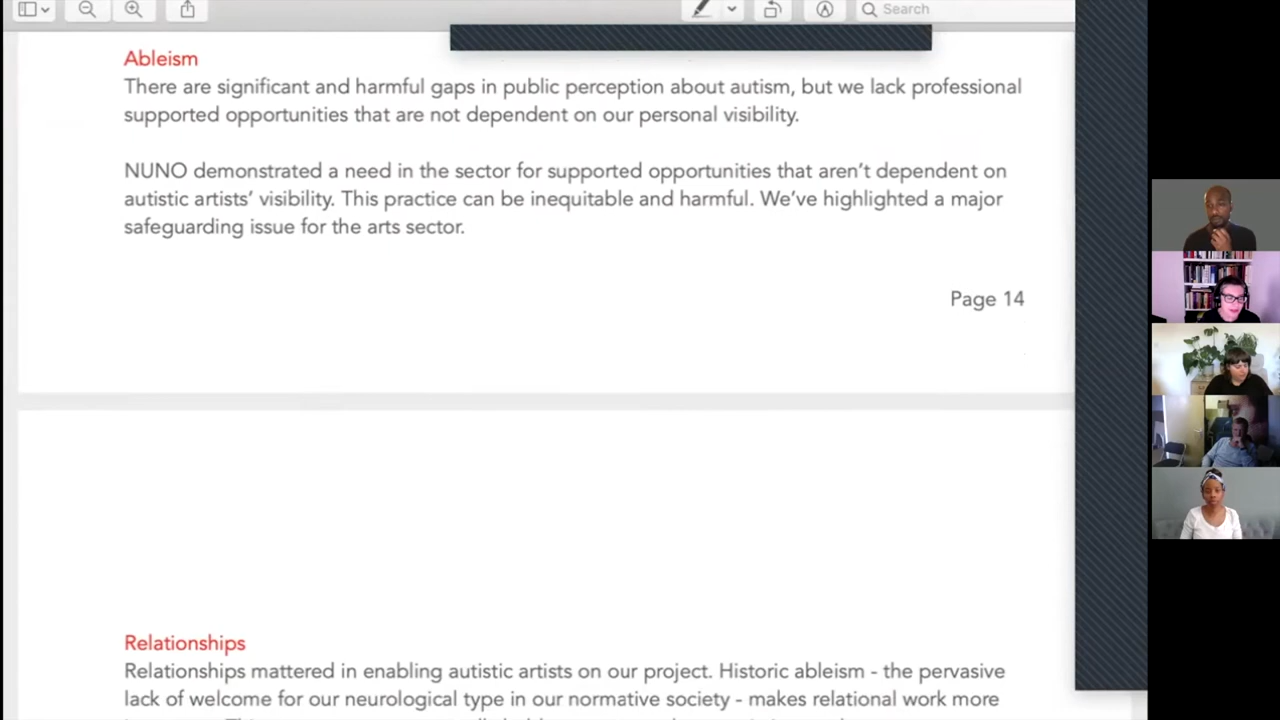 Search
Ableism
There are significant and harmful gaps in public perception about autism, but we lack professional
supported opportunities that are not dependent on our personal visibility.
NUNO demonstrated a need in the sector for supported opportunities that aren't dependent on
autistic artists' visibility. This practice can be inequitable and harmful. We've highlighted a major
safeguarding issue for the arts sector.
Page 14
Relationships
Relationships mattered in enabling autistic artists on our project. Historic ableism - the pervasive
lack of welcome for our neurological type in our normative society - makes relational work more